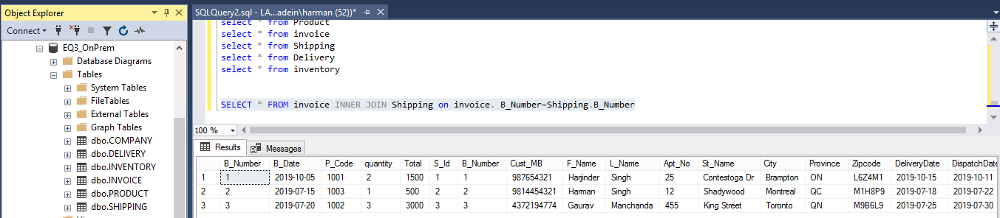 Object Explorer
Connect
EQ3_OnPrem
Database Diagrams
Tables
System Tables
FileTables
External Tables
Graph Tables
dbo.COMPANY
dbo.DELIVERY
dbo.INVENTORY
dbo.INVOICE
dbo.PRODUCT
dbo.SHIPPING
SQLQuery2.sql - LA...adein\harman (52))*
select * from Product
select * from invoice
select * from Shipping
select * from Delivery
select * from inventory
SELECT * FROM invoice INNER JOIN Shipping on invoice. B_Number=Shipping.B_Number
100 %
Results Messages
B_Number B_Date P_Code quantity Total S_Id B_Number Cust_MB F_Name L_Name Apt_No St_Name City Province Zipcode DeliveryDate DispatchDate
1 1 2019-10-05 1001 2 1500 1 1 987654321 Harjinder Singh 25 Contestoga Dr Brampton ON L6Z4M1 2019-10-15 2019-10-11
2 2 2019-07-15 1003 1 500 2 2 9814454321 Harman Singh 12 Shadywood Montreal QC M1H8P9 2019-07-18 2019-07-22
3 3 2019-07-20 1002 3 3000 3 3 4372194774 Gaurav Manchanda 455 King Street Toronto QN M9B6L9 2019-07-25 2019-07-30